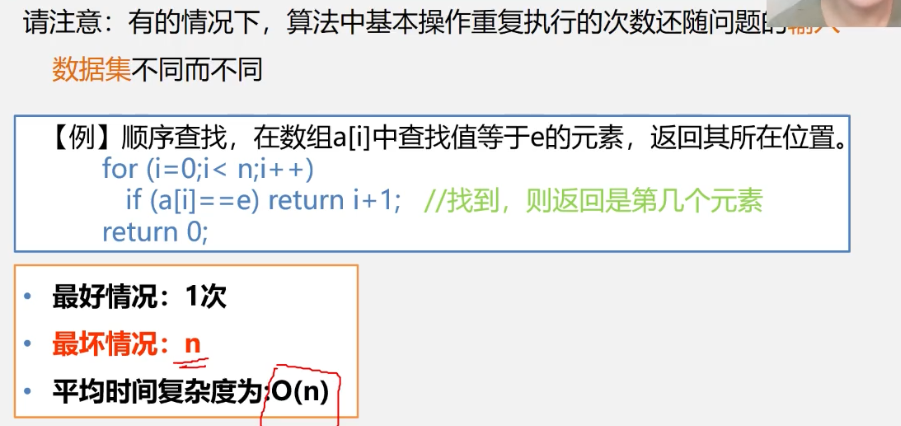 请注意：有的情况下，算法中基本操作重复执行的次数还随问题的输入
数据集不同而不同
【例】顺序查找，在数组a[i]中查找值等于e的元素，返回其所在位置。
for (i=0;i< n;i++)
if (a[i]==e) return i+1; //找到，则返回是第几个元素
return 0;
• 最好情况：1次
• 最坏情况：n
• 平均时间复杂度为:O(n)